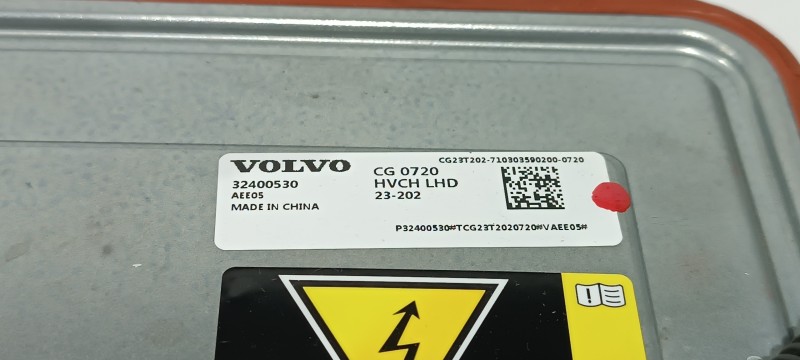 VOLVO
32400530
AEE05
MADE IN CHINA
CG 0720
HVCH LHD
23-202
CG23T202-710303590200-0720
P32400530#TCG23T2020720#VAEE05#